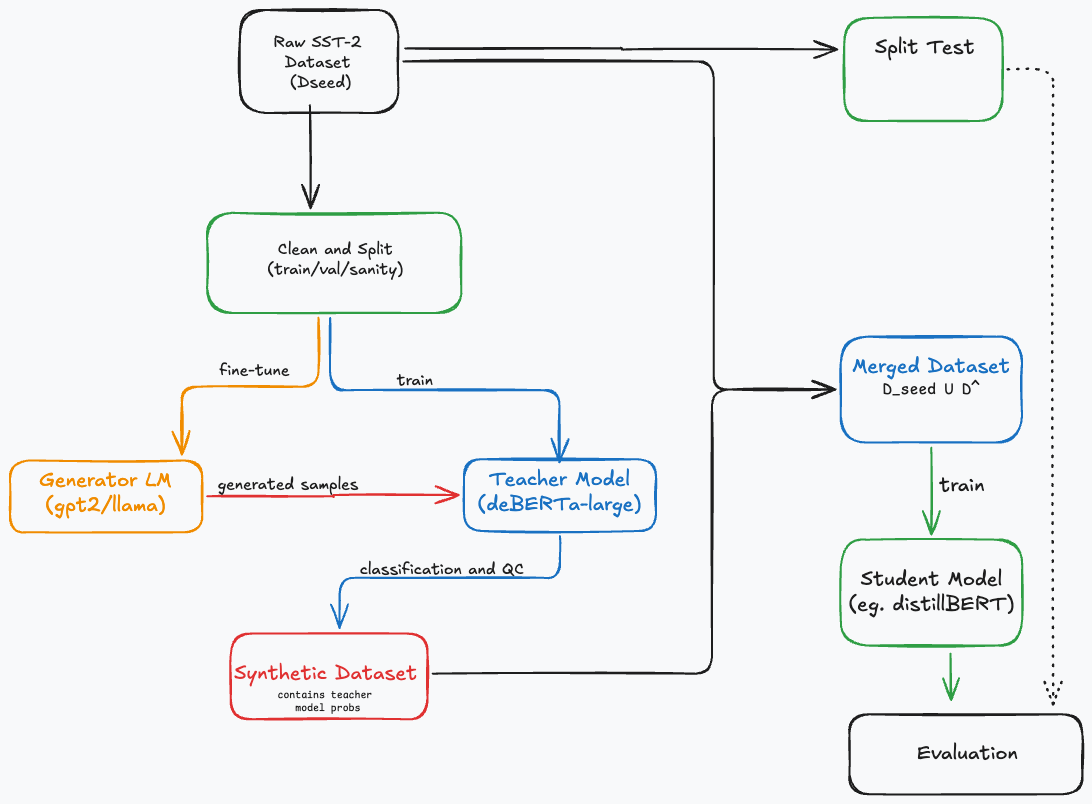 Raw SST-2
Dataset
(Dseed)
Split Test
Clean and Split
(train/val/sanity)
fine-tune
train
Merged Dataset
D_seed U D^
Generator LM
(gpt2/llama)
generated samples
Teacher Model
(deBERTa-large)
train
classification and QC
Student Model
(eg. distillBERT)
Synthetic Dataset
contains teacher
model probs
Evaluation